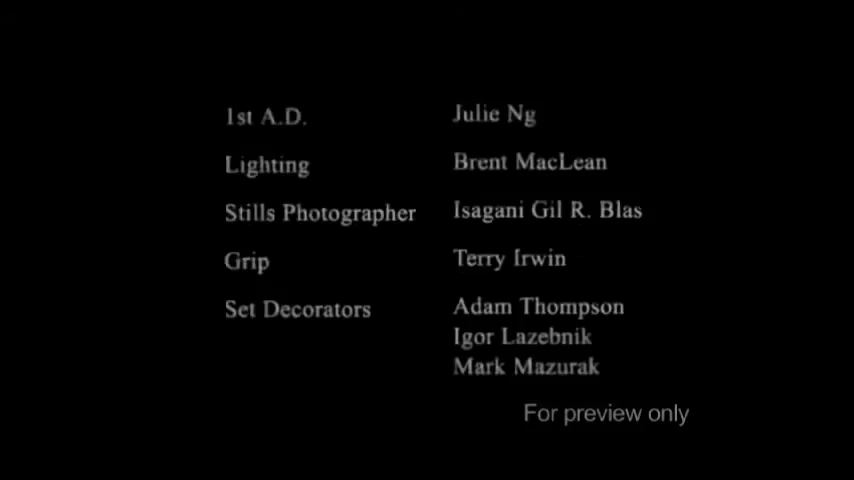 1st A.D. Julie Ng
Lighting Brent MacLean
Stills Photographer Isagani Gil R. Blas
Grip Terry Irwin
Set Decorators Adam Thompson
Igor Lazebnik
Mark Mazurak
For preview only